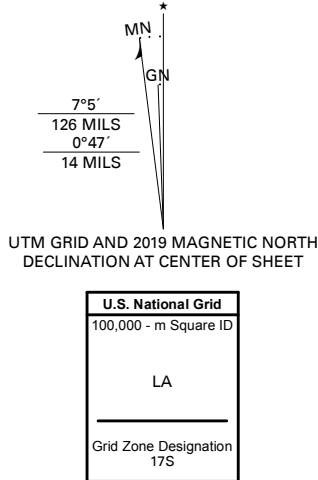 ★
MN
GN
7°5´
126 MILS
0°47´
14 MILS
UTM GRID AND 2019 MAGNETIC NORTH
DECLINATION AT CENTER OF SHEET
U.S. National Grid
100,000 - m Square ID
LA
Grid Zone Designation
17S